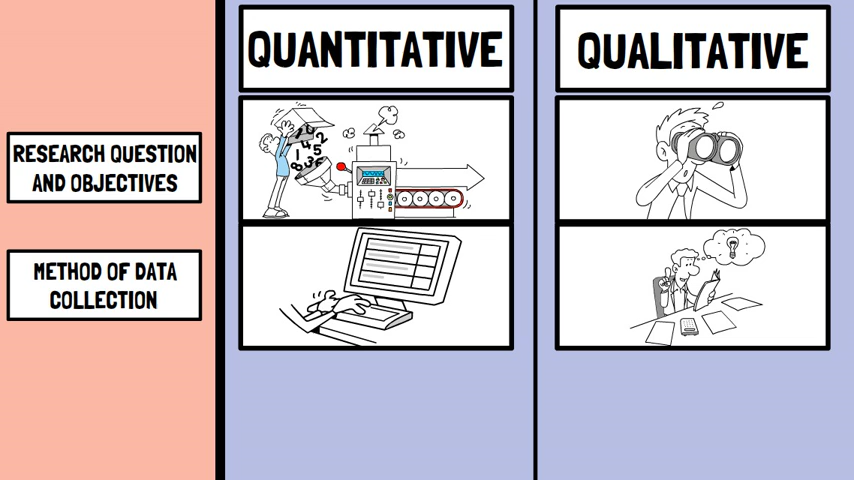 QUANTITATIVE
QUALITATIVE
RESEARCH QUESTION
AND OBJECTIVES
METHOD OF DATA
COLLECTION